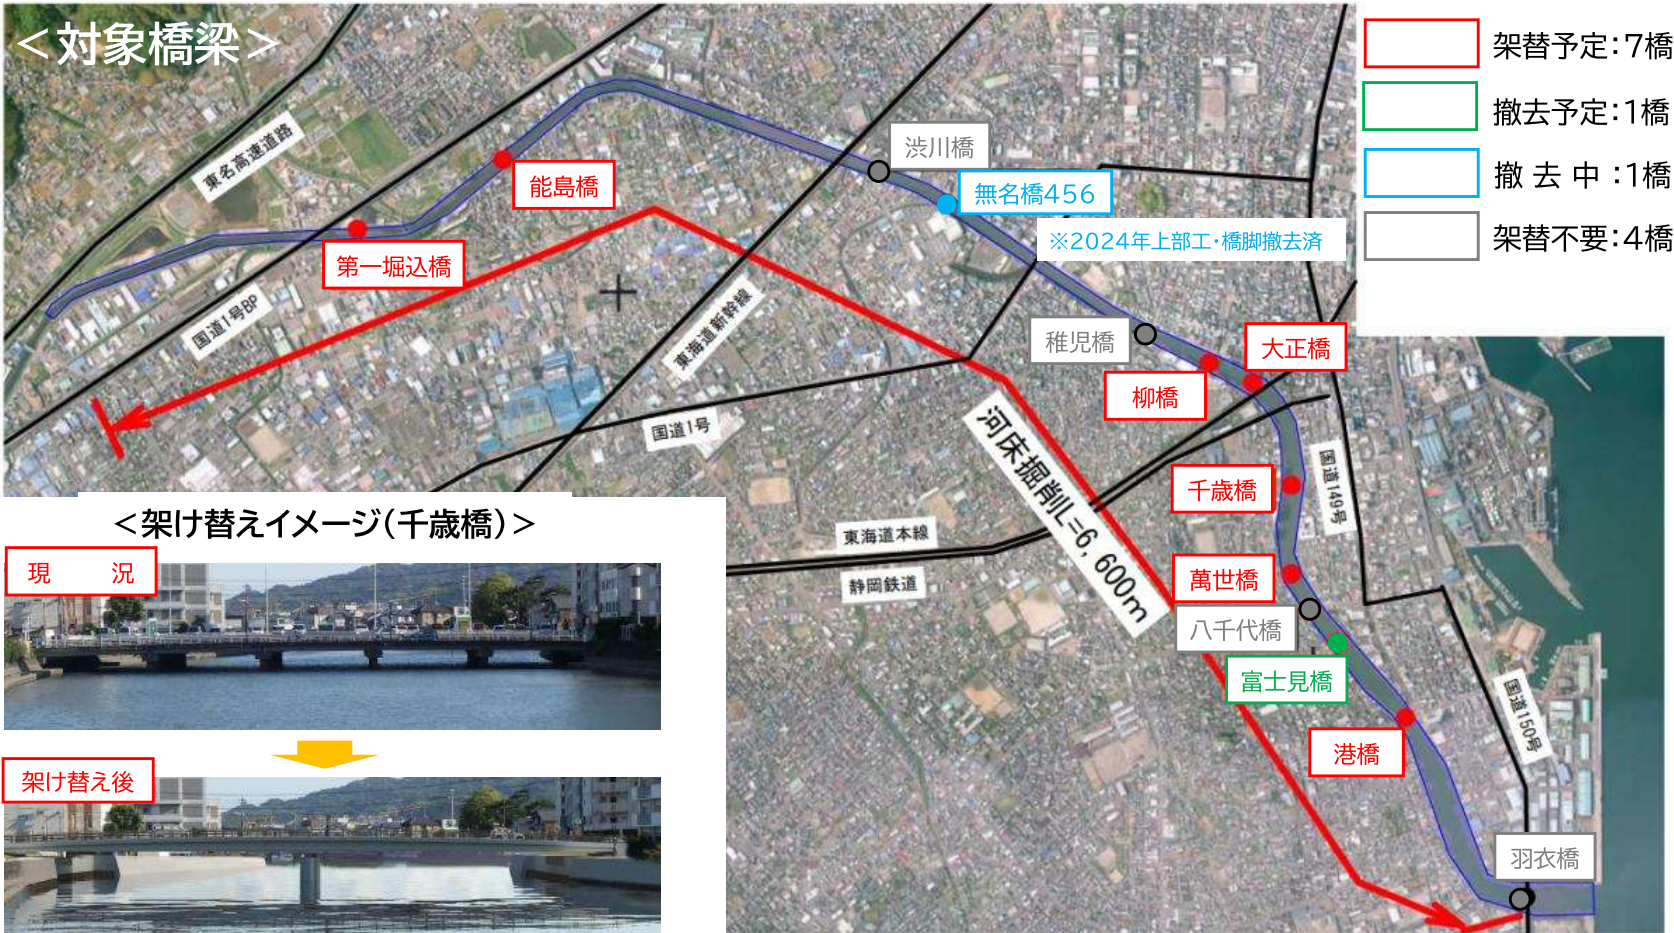 ＜対象橋梁＞
架替予定：7橋
撤去予定：1橋
撤 去 中 ：1橋
架替不要：4橋
東名高速道路
能島橋
渋川橋
無名橋456
※2024年上部工・橋脚撤去済
第一堀込橋
国道1号BP
東海道新幹線
稚児橋
大正橋
柳橋
国道1号
河床掘削L=6,600m
国道149号
千歳橋
東海道本線
静岡鉄道
萬世橋
八千代橋
富士見橋
国道150号
港橋
羽衣橋
＜架け替えイメージ（千歳橋）＞
現　況
架け替え後